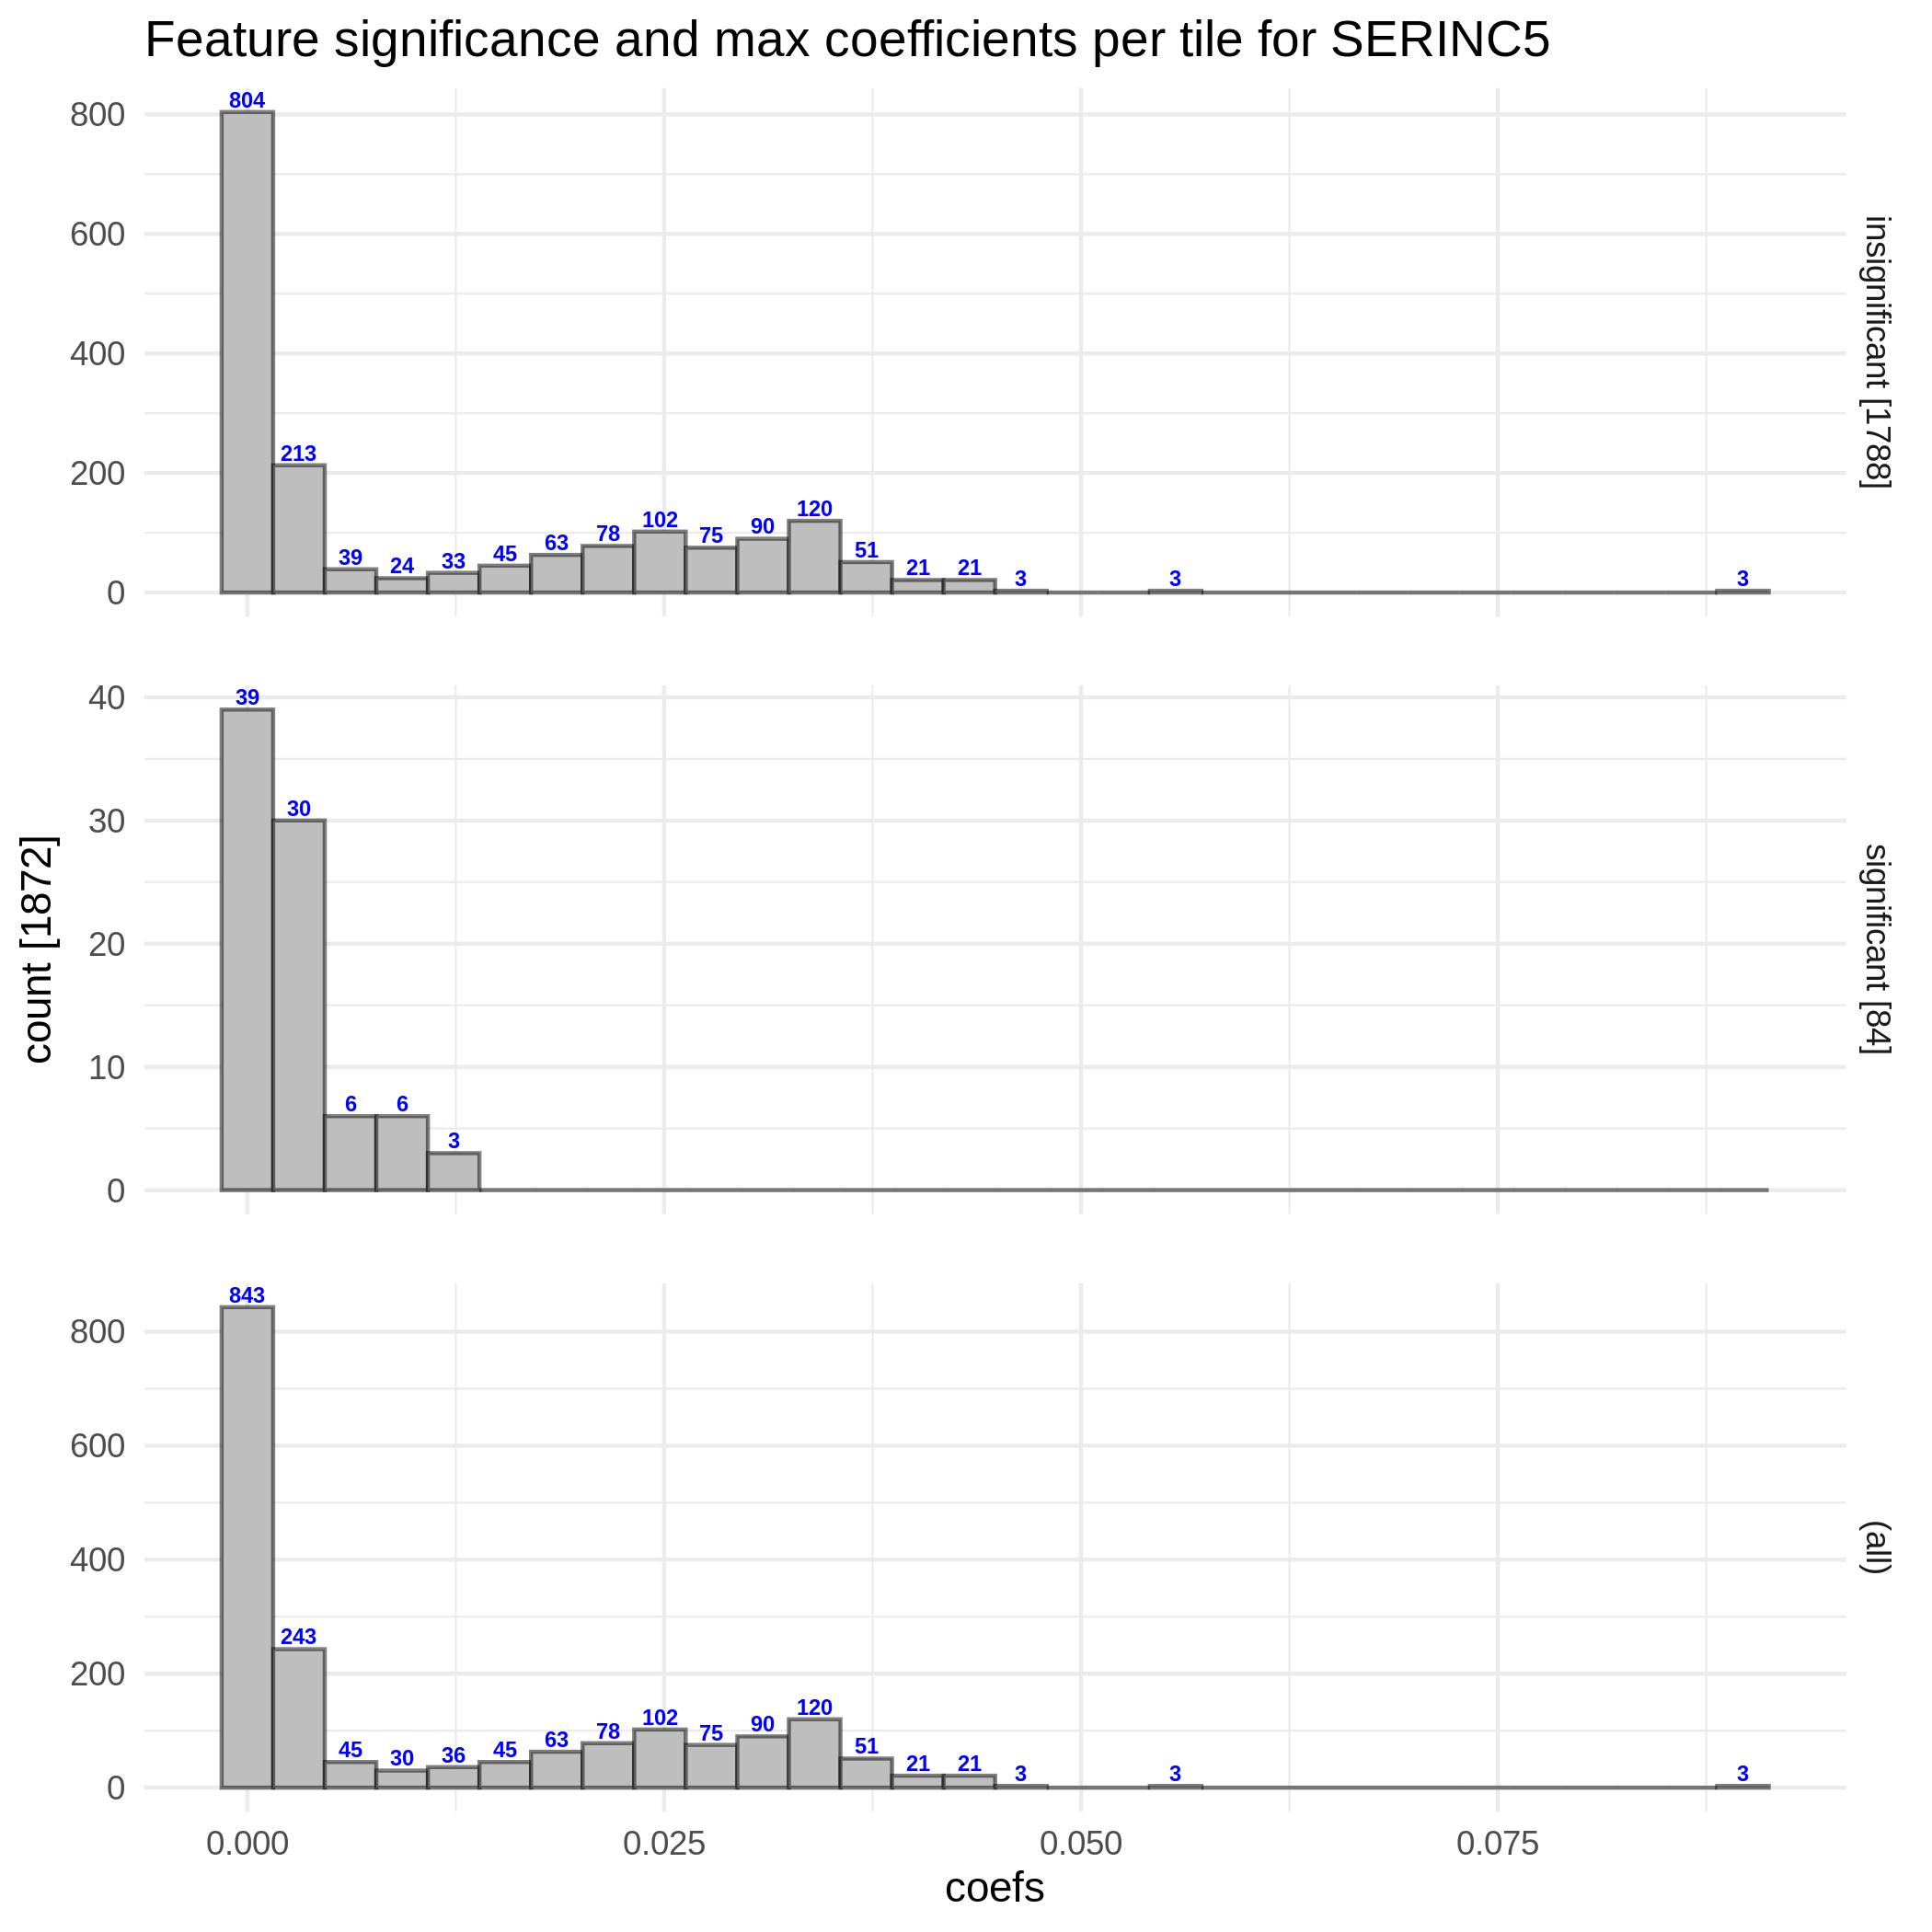 Feature significance and max coefficients per tile for SERINC5
804
800
600
400
213
200
39 24 33 45 63 78 102 75 90 120 51 21 21 3 3 3
0
insignificant [1788]
40
39
30
30
20
10
6 6 3
0
significant [84]
count [1872]
843
800
600
400
243
200
45 30 36 45 63 78 102 75 90 120 51 21 21 3 3 3
0
(all)
0.000 0.025 0.050 0.075
coefs